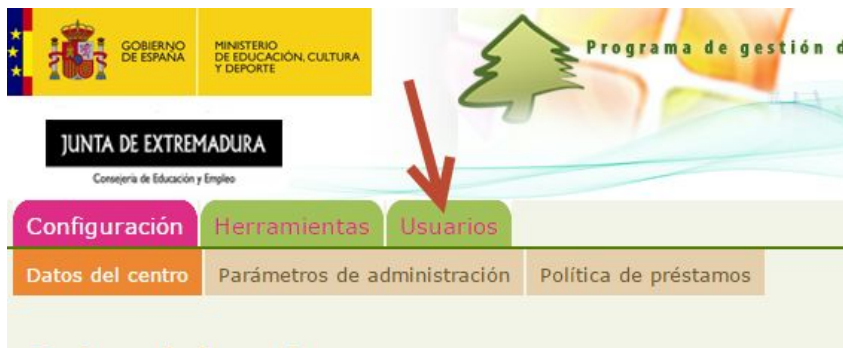 GOBIERNO
DE ESPAÑA
MINISTERIO
DE EDUCACIÓN, CULTURA
Y DEPORTE
Programa de gestión d
JUNTA DE EXTREMADURA
Consejería de Educación y Empleo
Configuración Herramientas Usuarios
Datos del centro Parámetros de administración Política de préstamos